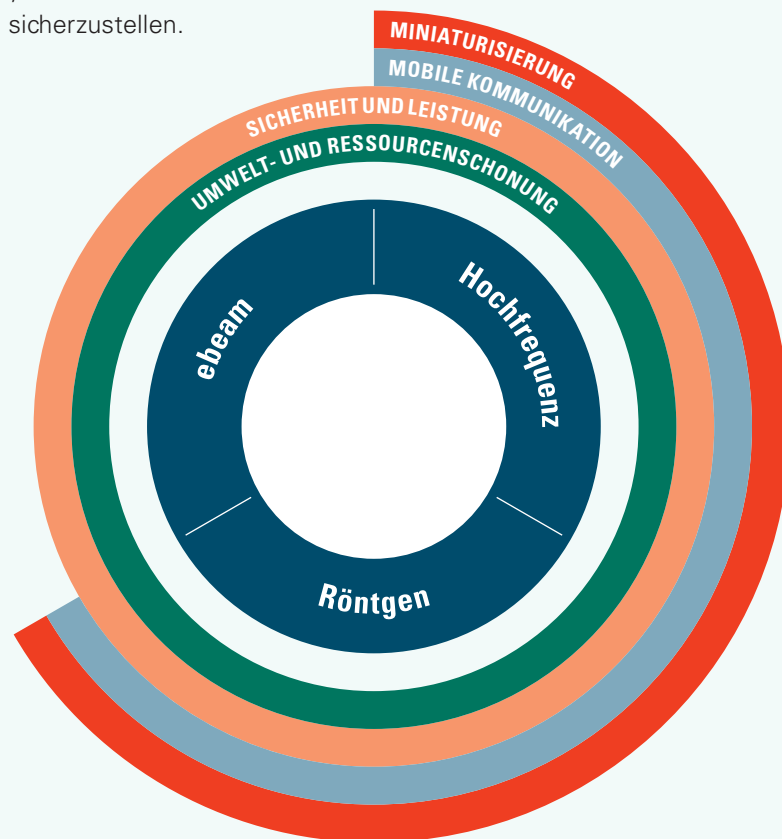 sicherzustellen.
MINIATURISIERUNG
MOBILE KOMMUNIKATION
SICHERHEIT UND LEISTUNG
UMWELT- UND RESSOURCENSCHONUNG
ebeam
Hochfrequenz
Röntgen